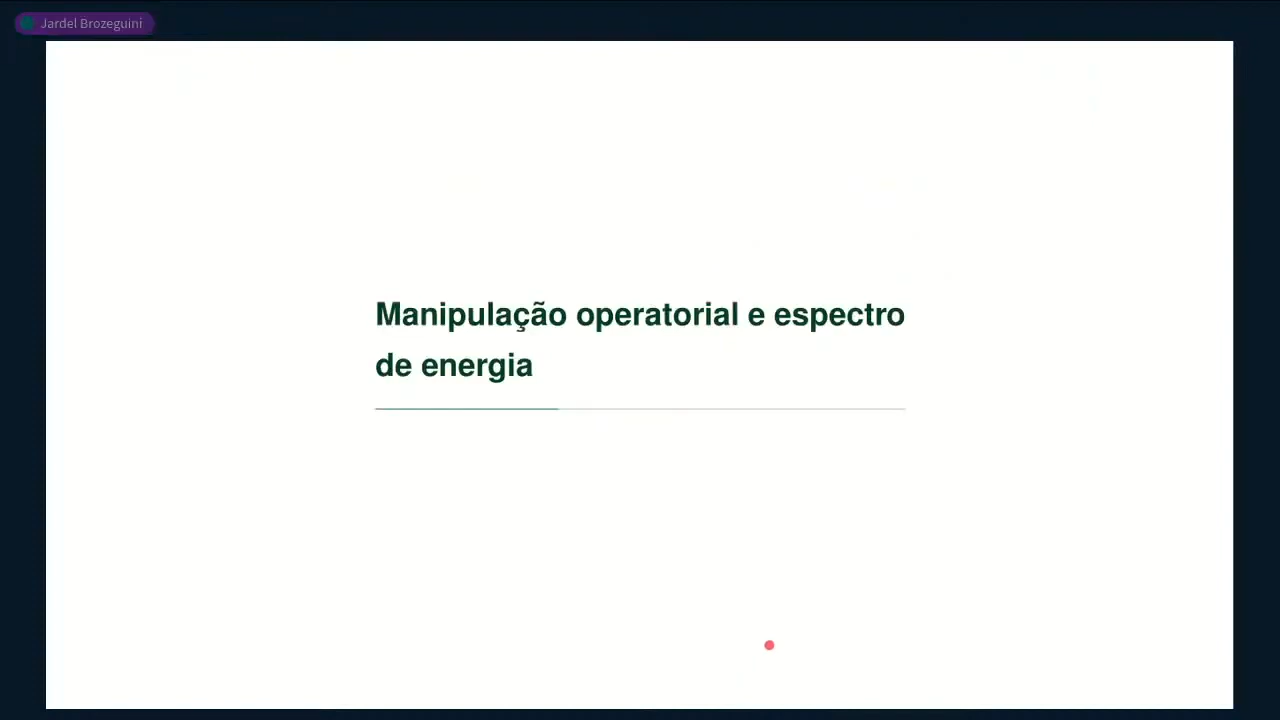 Jardel Brozeguini
Manipulação operatorial e espectro
de energia